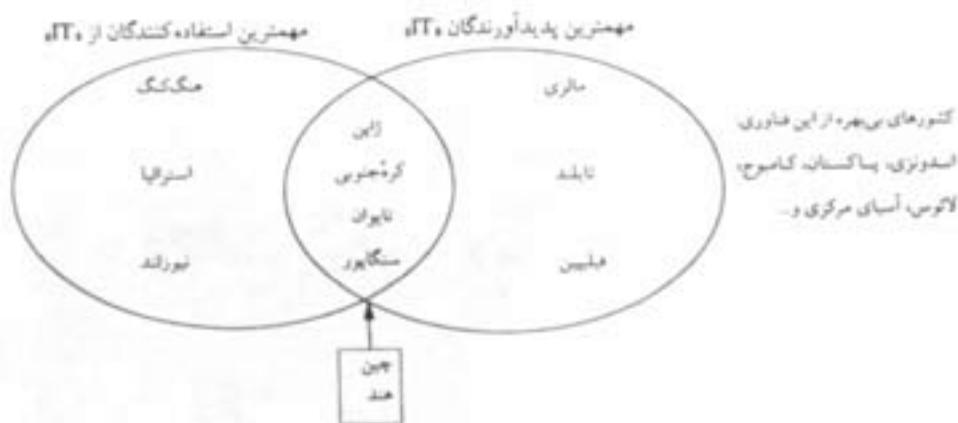 مهمترین پدیدآورندگان «IT»
مهمترین استفاده‌کنندگان از «IT»
مالزی
تایلند
فیلیپین
ژاپن
کرهٔ‌جنوبی
تایوان
سنگاپور
هنگ‌کنگ
استرالیا
نیوزلند
کشورهای بی‌بهره از این فناوری:
اندونزی، پاکستان، کامبوج،
لائوس، آسیای مرکزی و...
چین
هند